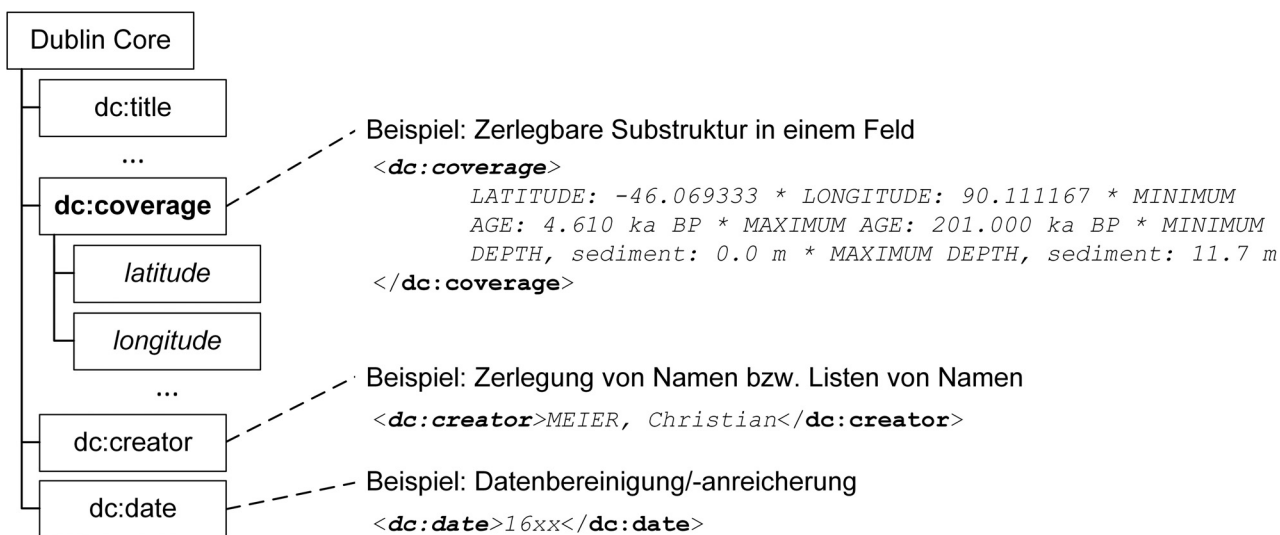 Dublin Core
dc:title
...
dc:coverage
latitude
longitude
...
dc:creator
dc:date
Beispiel: Zerlegbare Substruktur in einem Feld
<dc:coverage>
LATITUDE: -46.069333 * LONGITUDE: 90.111167 * MINIMUM
AGE: 4.610 ka BP * MAXIMUM AGE: 201.000 ka BP * MINIMUM
DEPTH, sediment: 0.0 m * MAXIMUM DEPTH, sediment: 11.7 m
</dc:coverage>
Beispiel: Zerlegung von Namen bzw. Listen von Namen
<dc:creator>MEIER, Christian</dc:creator>
Beispiel: Datenbereinigung/-anreicherung
<dc:date>16xx</dc:date>